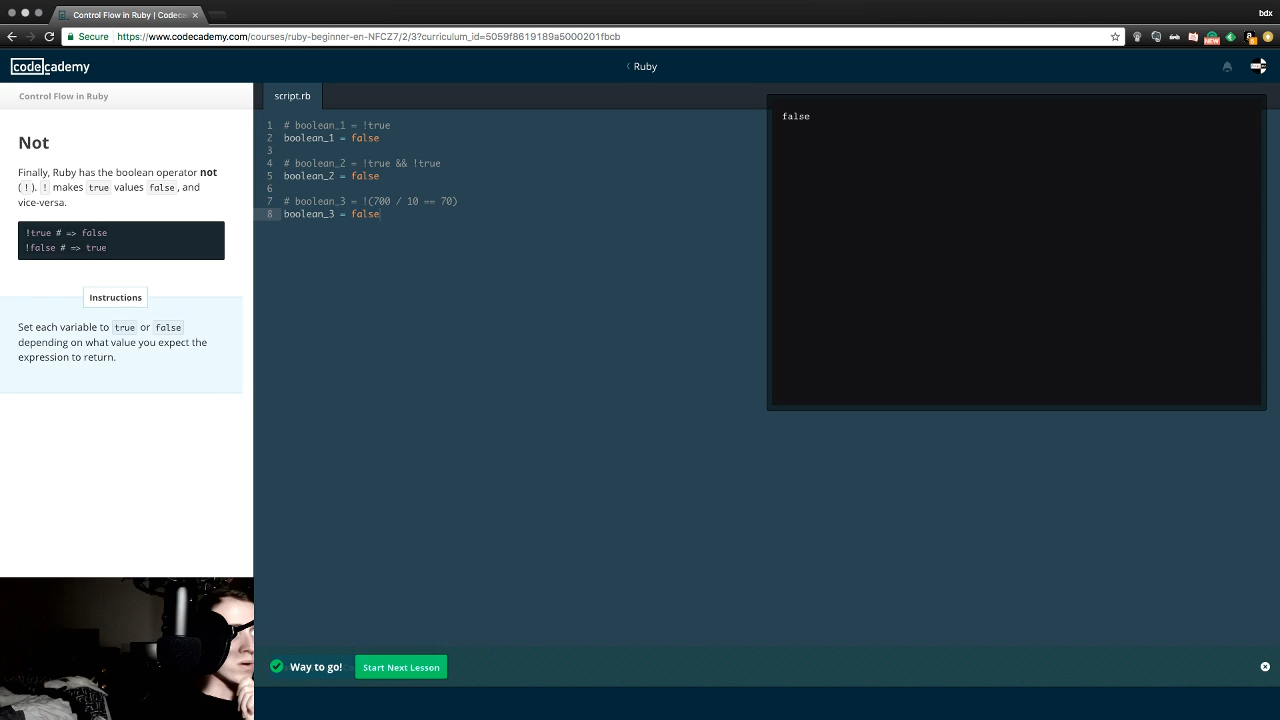 Control Flow in Ruby | Codec
bdx
Secure
https://www.codecademy.com/courses/ruby-beginner-en-NFCZ7/2/3?curriculum_id=5059f8619189a5000201fbcb
NEW
codecademy
Ruby
Control Flow in Ruby
Not
Finally, Ruby has the boolean operator not
( ! ). ! makes true values false, and
vice-versa.
!true # => false
!false # => true
Instructions
Set each variable to true or false
depending on what value you expect the
expression to return.
script.rb
1 # boolean_1 = !true
2 boolean_1 = false
3
4 # boolean_2 = !true && !true
5 boolean_2 = false
6
7 # boolean_3 = !(700 / 10 == 70)
8 boolean_3 = false
false
Way to go!
Start Next Lesson